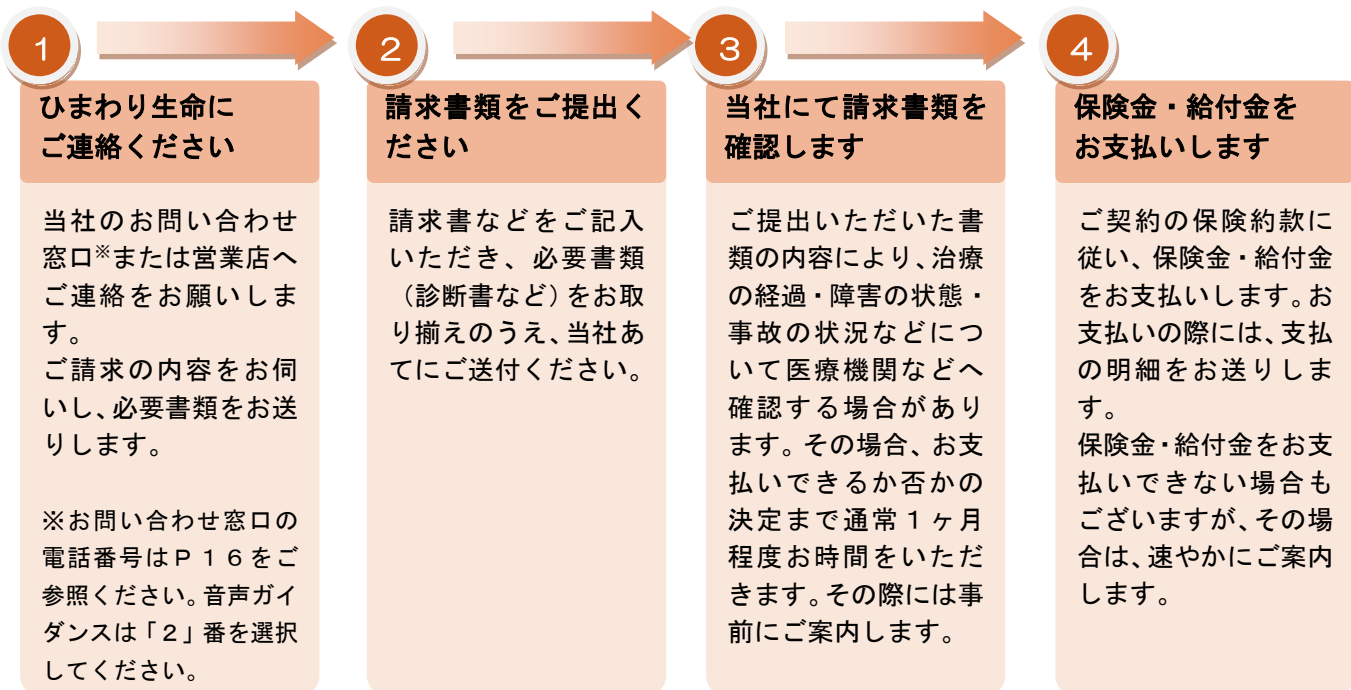 1
ひまわり生命に
ご連絡ください
当社のお問い合わせ
窓口※または営業店へ
ご連絡をお願いしま
す。
ご請求の内容をお伺
いし、必要書類をお送
りします。
※お問い合わせ窓口の
電話番号はP16をご
参照ください。音声ガイ
ダンスは「2」番を選択
してください。
2
請求書類をご提出く
ださい
請求書などをご記入
いただき、必要書類
（診断書など）をお取
り揃えのうえ、当社あ
てにご送付ください。
3
当社にて請求書類を
確認します
ご提出いただいた書
類の内容により、治療
の経過・障害の状態・
事故の状況などについ
いて医療機関などへ
確認する場合があり
ます。その場合、お支
払いできるか否かの
決定まで通常1ヶ月
程度お時間をいただ
きます。その際には事
前にご案内します。
4
保険金・給付金を
お支払いします
ご契約の保険約款に
従い、保険金・給付金
をお支払いします。お
支払いの際には、支払
の明細をお送りしま
す。
保険金・給付金をお支
払いできない場合も
ございますが、その場
合は、速やかにご案内
します。